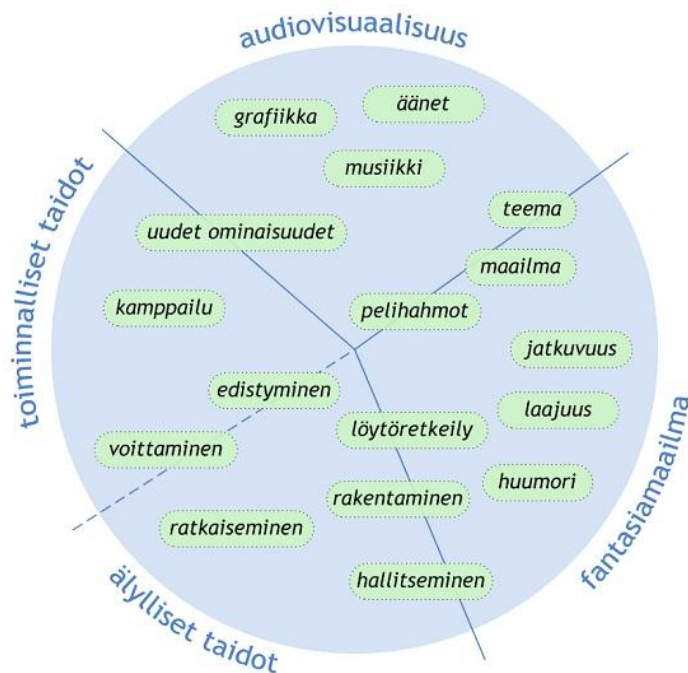 audiovisuaalisuus
äänet
grafiikka
musiikki
teema
uudet ominaisuudet
maailma
toiminnalliset taidot
kamppailu
pelihahmot
jatkuvuus
edistyminen
laajuus
löytöretkeily
voittaminen
huumori
rakentaminen
fantasiamaailma
ratkaiseminen
hallitseminen
älylliset taidot